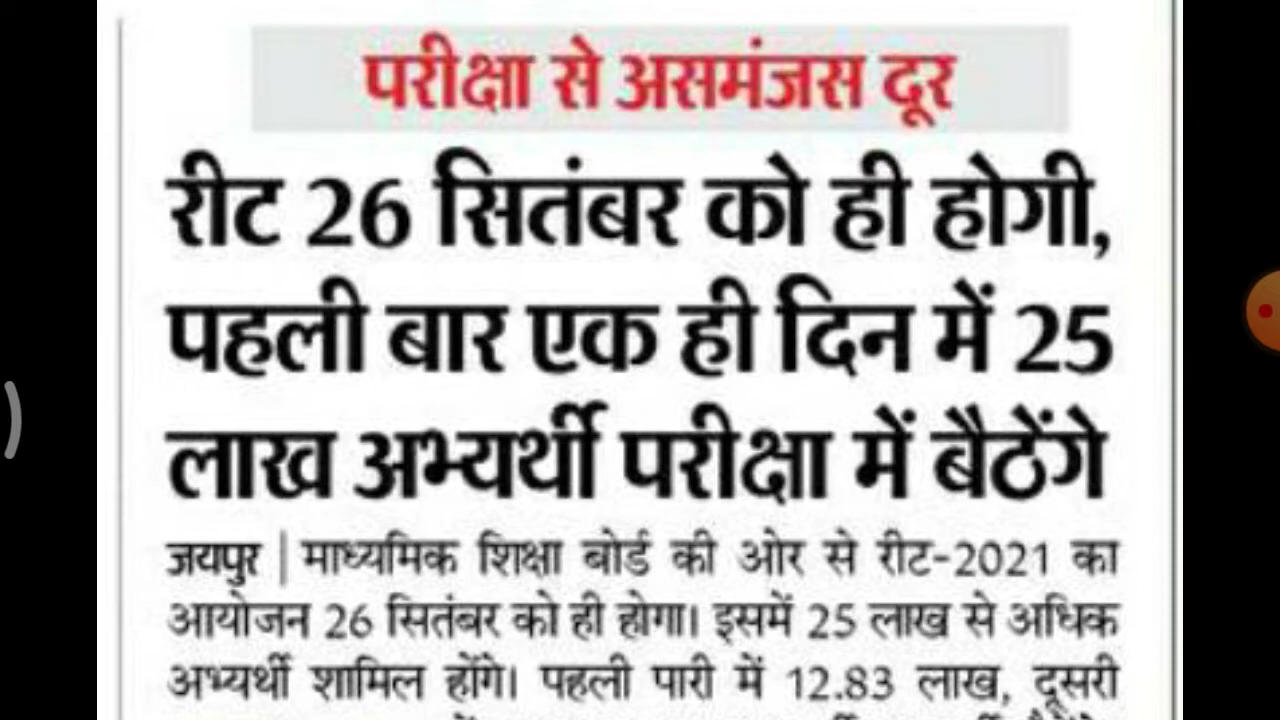 परीक्षा से असमंजस दूर
रीट 26 सितंबर को ही होगी,
पहली बार एक ही दिन में 25
लाख अभ्यर्थी परीक्षा में बैठेंगे
जयपुर | माध्यमिक शिक्षा बोर्ड की ओर से रीट-2021 का
आयोजन 26 सितंबर को ही होगा। इसमें 25 लाख से अधिक
अभ्यर्थी शामिल होंगे। पहली पारी में 12.83 लाख, दूसरी